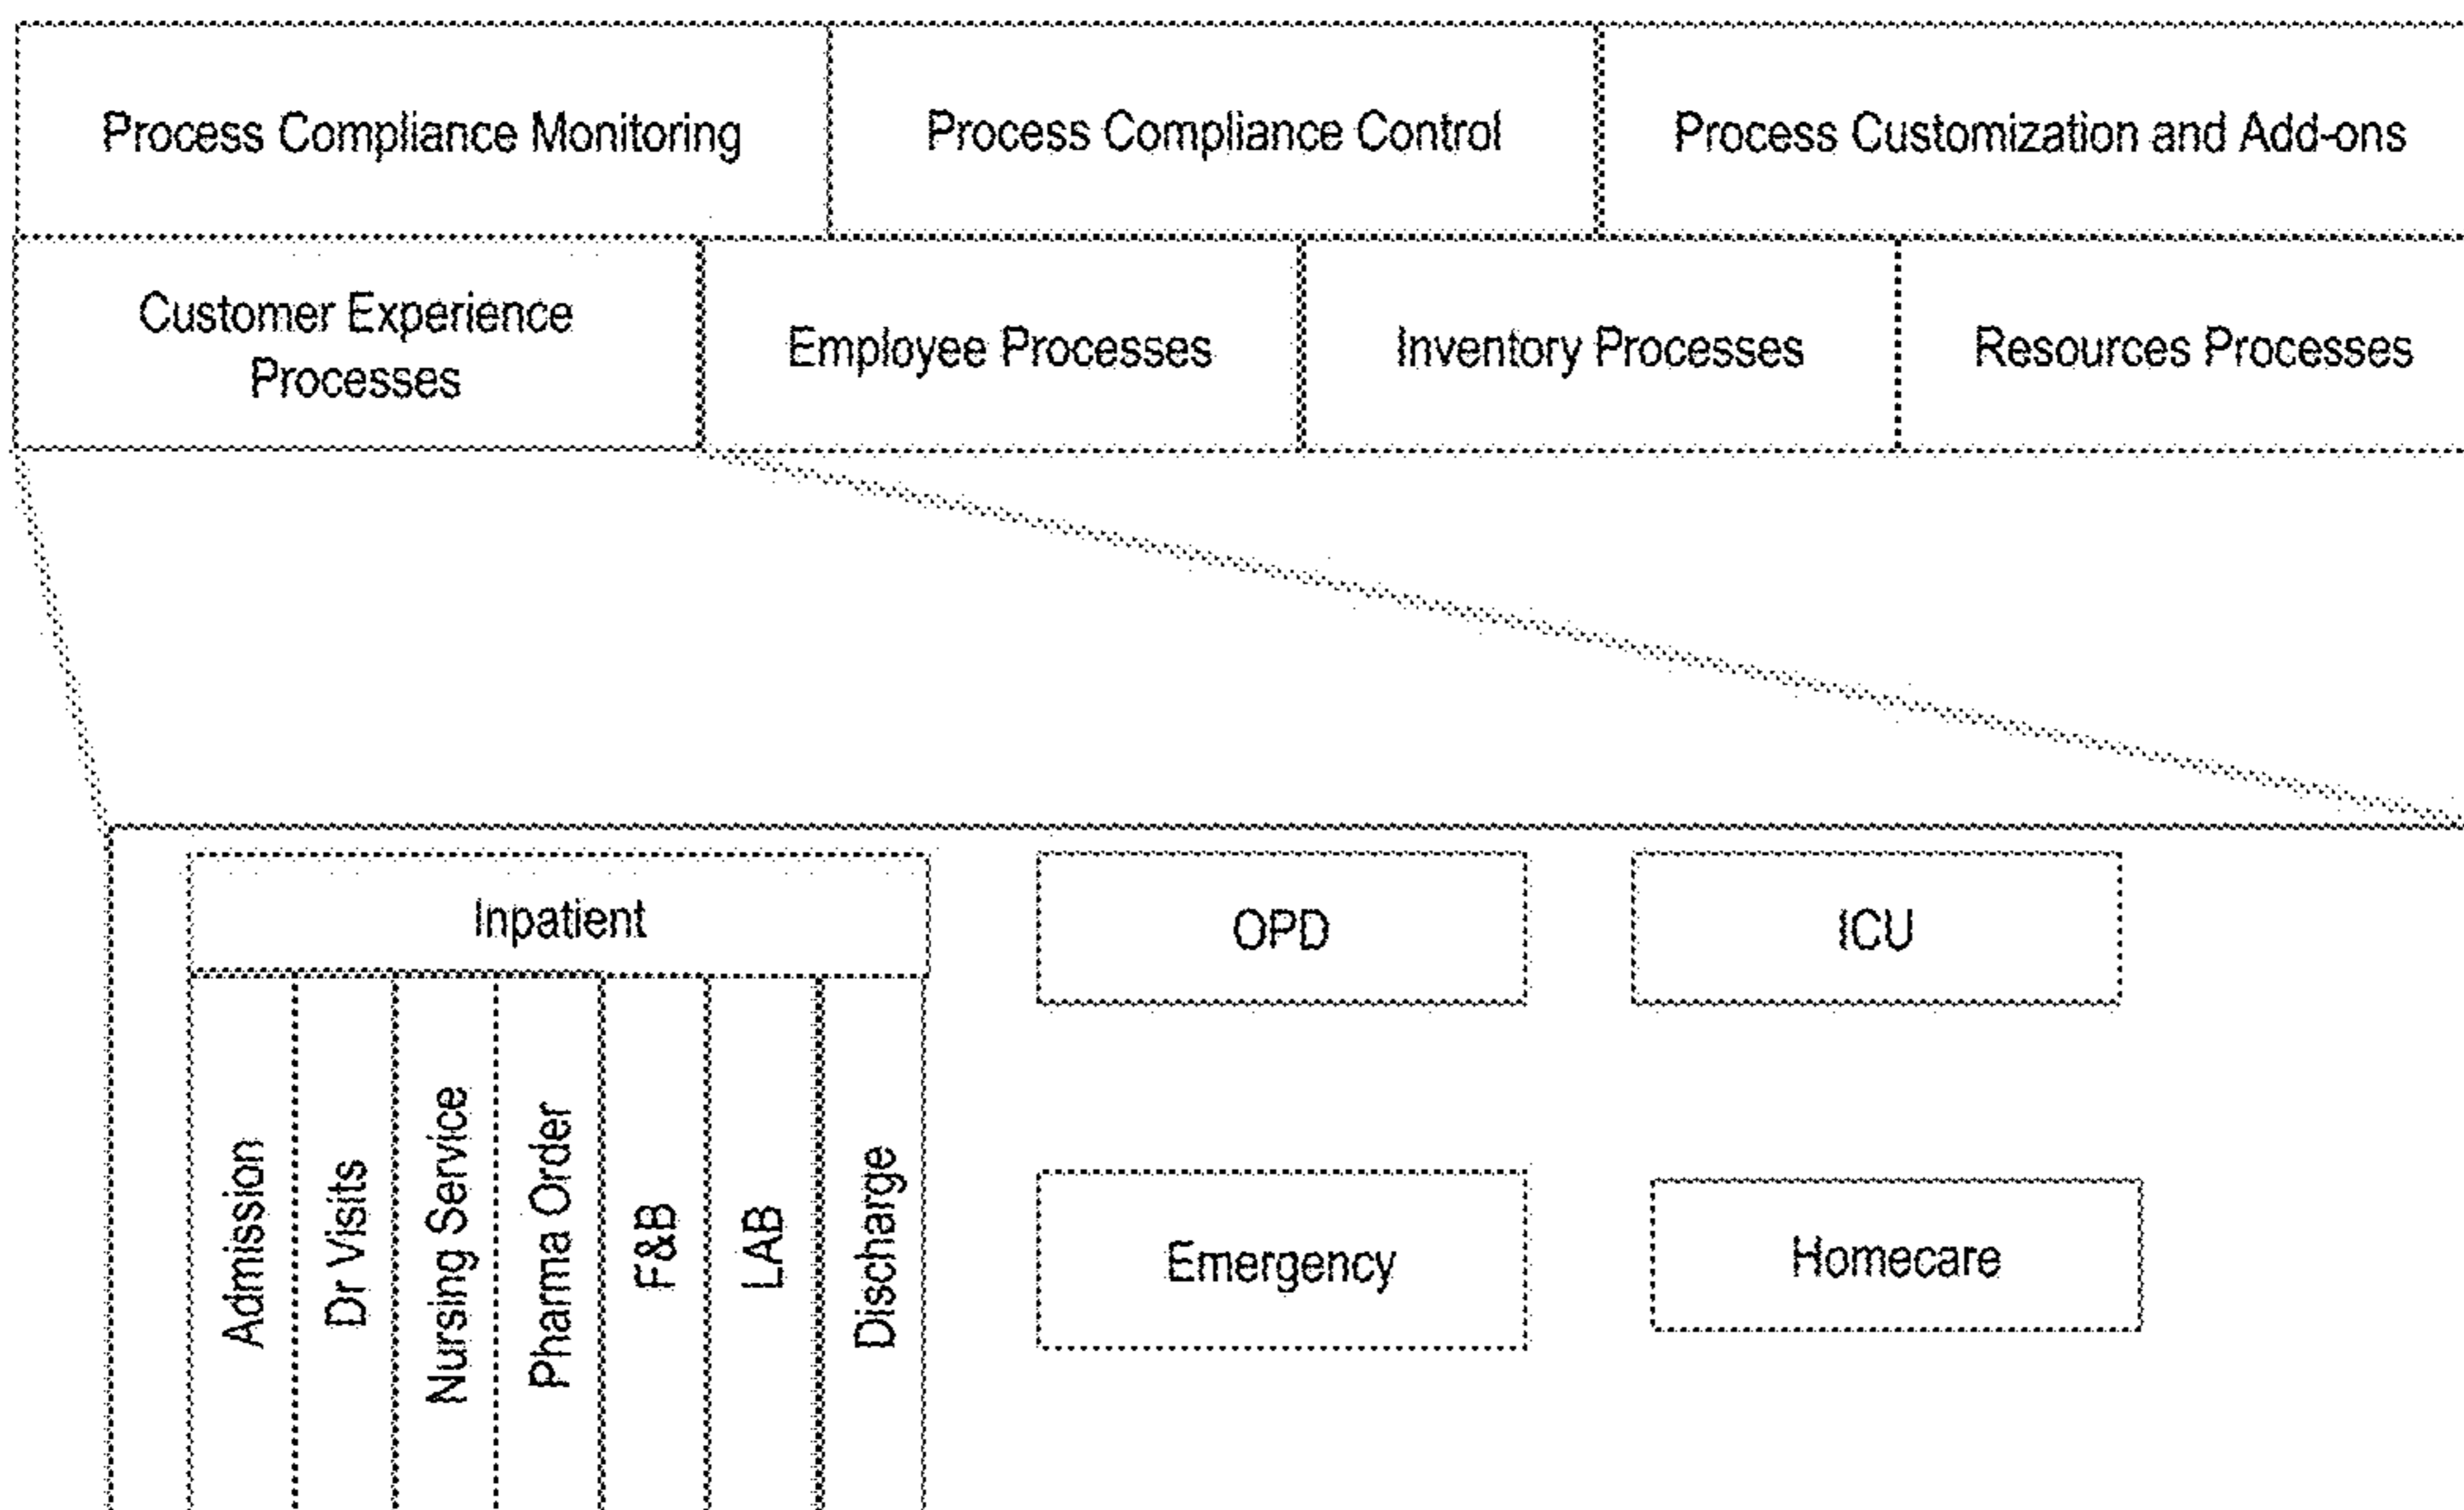 Process Compliance Monitoring
Process Compliance Control
Process Customization and Add-ons
Customer Experience
Processes
Employee Processes
Inventory Processes
Resources Processes
Inpatient
OPD
ICU
Admission
Dr Visits
Nursing Service
Pharma Order
F&B
LAB
Discharge
Emergency
Homecare